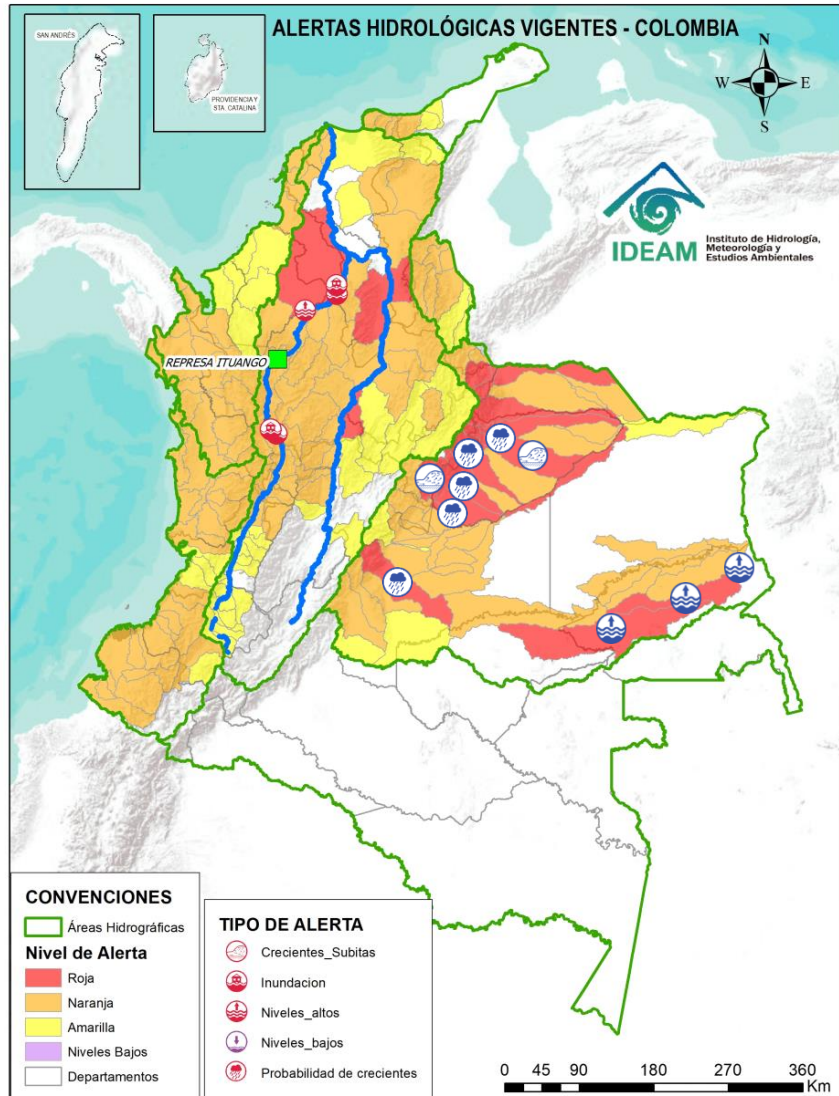 ALERTAS HIDROLÓGICAS VIGENTES - COLOMBIA
SAN ANDRÉS
PROVIDENCIA Y
STA. CATALINA
N
W
E
S
IDEAM
Instituto de Hidrología,
Meteorología y
Estudios Ambientales
REPRESA ITUANGO
CONVENCIONES
Áreas Hidrográficas
Nivel de Alerta
Roja
Naranja
Amarilla
Niveles Bajos
Departamentos
TIPO DE ALERTA
Crecientes_Subitas
Inundacion
Niveles_altos
Niveles_bajos
Probabilidad de crecientes
0 45 90 180 270 360
Km